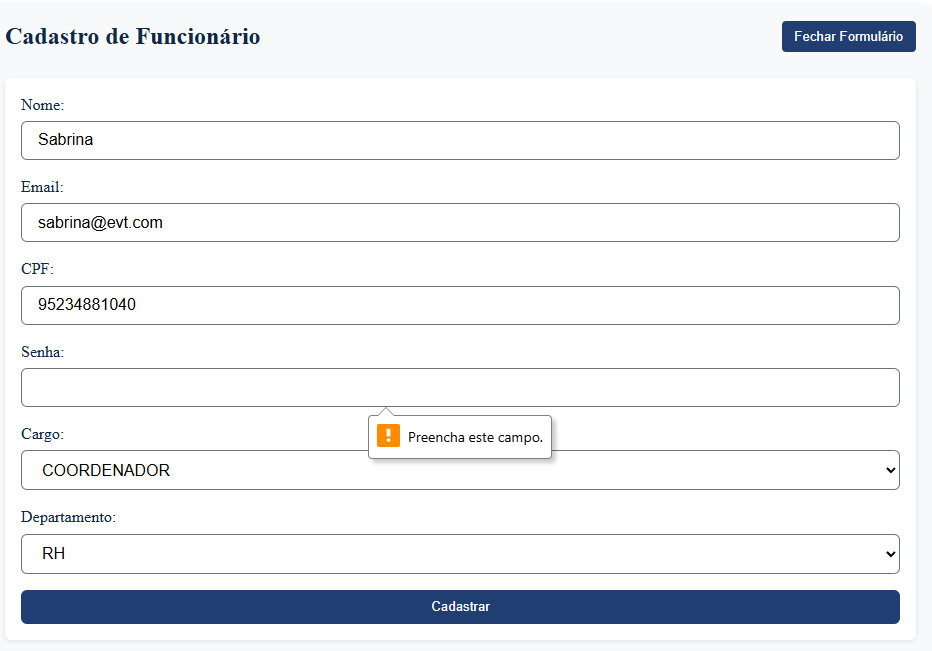 Cadastro de Funcionário
Fechar Formulário
Nome:
Sabrina
Email:
sabrina@evt.com
CPF:
95234881040
Senha:
Preencha este campo.
Cargo:
COORDENADOR
Departamento:
RH
Cadastrar